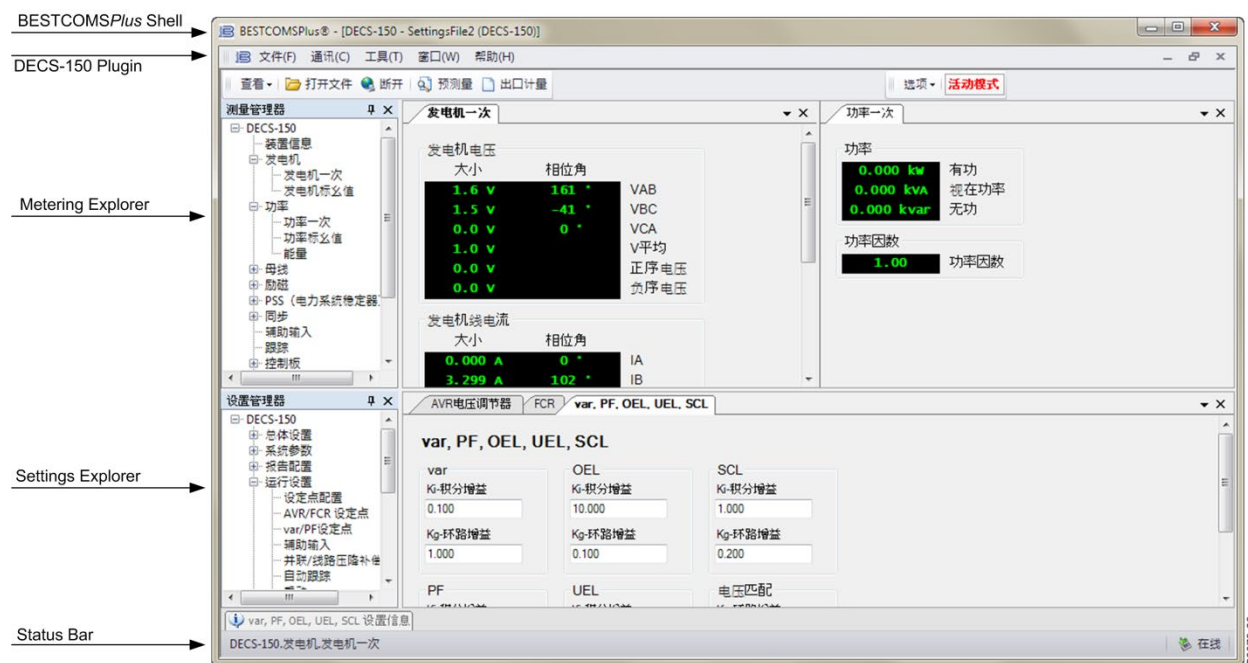 BESTCOMSPlus Shell
DECS-150 Plugin
Metering Explorer
Settings Explorer
Status Bar
BESTCOMSPlus® - [DECS-150 - SettingsFile2 (DECS-150)]
文件(F) 通讯(C) 工具(T) 窗口(W) 帮助(H)
查看 打开文件 断开 预测量 出口计量 选项 活动模式
测量管理器
DECS-150
装置信息
发电机
发电机一次
发电机标幺值
功率
功率一次
功率标幺值
能量
母线
励磁
PSS（电力系统稳定器
同步
辅助输入
跟踪
控制板
发电机一次
发电机电压
大小 相位角
1.6 V 161 ° VAB
1.5 V -41 ° VBC
0.0 V 0 ° VCA
1.0 V V平均
0.0 V 正序电压
0.0 V 负序电压
发电机线电流
大小 相位角
0.000 A 0 ° IA
3.299 A 102 ° IB
功率一次
功率
0.000 kW 有功
0.000 kVA 视在功率
0.000 kvar 无功
功率因数
1.00 功率因数
设置管理器
DECS-150
总体设置
系统参数
报告配置
运行设置
设定点配置
AVR/FCR 设定点
var/PF设定点
辅助输入
并联/线路压降补偿
自动跟踪
AVR电压调节器 FCR var, PF, OEL, UEL, SCL
var, PF, OEL, UEL, SCL
var OEL SCL
Ki-积分增益 Ki-积分增益 Ki-积分增益
0.100 10.000 1.000
Kg-环路增益 Kg-环路增益 Kg-环路增益
1.000 0.100 0.200
PF UEL 电压匹配
var, PF, OEL, UEL, SCL 设置信息
DECS-150.发电机.发电机一次 在线